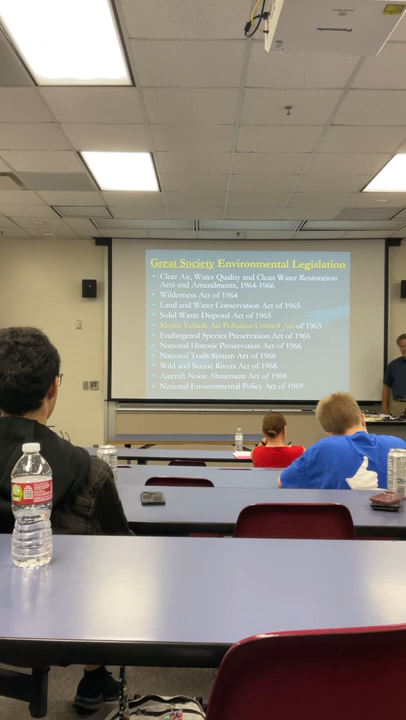 Panasonic
Great Society Environmental Legislation
• Clear Air, Water Quality and Clean Water Restoration
Acts and Amendments, 1964-1966
• Wilderness Act of 1964
• Land and Water Conservation Act of 1965
• Solid Waste Disposal Act of 1965
• Motor Vehicle Air Pollution Control Act of 1965
• Endangered Species Preservation Act of 1966
• National Historic Preservation Act of 1966
• National Trails System Act of 1968
• Wild and Scenic Rivers Act of 1968
• Aircraft Noise Abatement Act of 1968
• National Environmental Policy Act of 1969